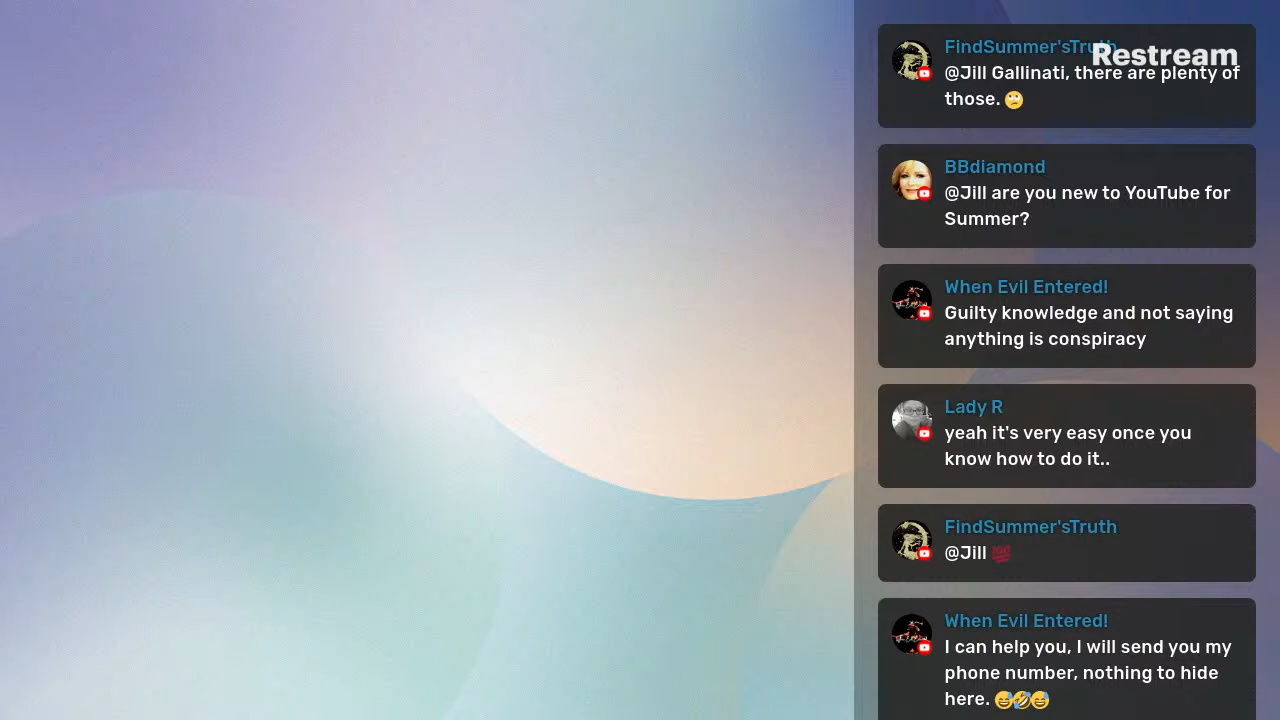 FindSummer'sTruth
Restream
@Jill Gallinati, there are plenty of
those. 🙄
BBdiamond
@Jill are you new to YouTube for
Summer?
When Evil Entered!
Guilty knowledge and not saying
anything is conspiracy
Lady R
yeah it's very easy once you
know how to do it..
FindSummer'sTruth
@Jill 💯
When Evil Entered!
I can help you, I will send you my
phone number, nothing to hide
here. 😅🤣😅